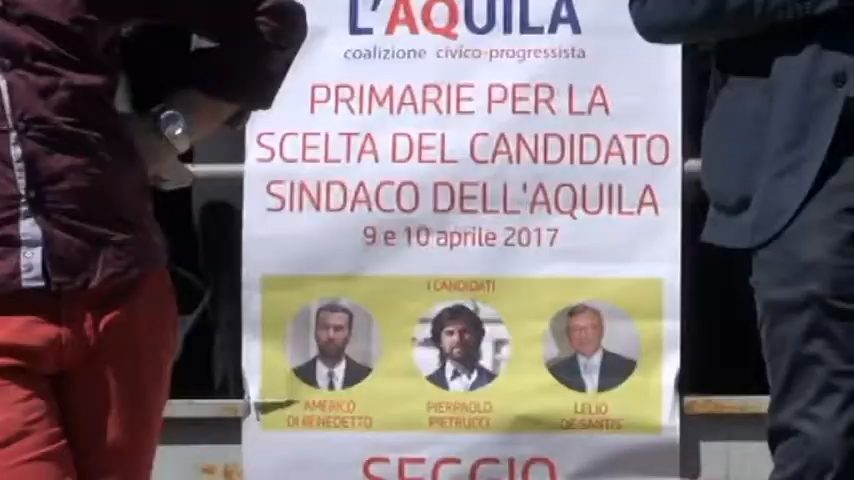 L'AQUILA
coalizione civico-progressista
PRIMARIE PER LA
SCELTA DEL CANDIDATO
SINDACO DELL'AQUILA
9 e 10 aprile 2017
I CANDIDATI
AMERICO
DI BENEDETTO
PIERPAOLO
PIETRUCCI
LELIO
DE SANTIS
SEGGIO